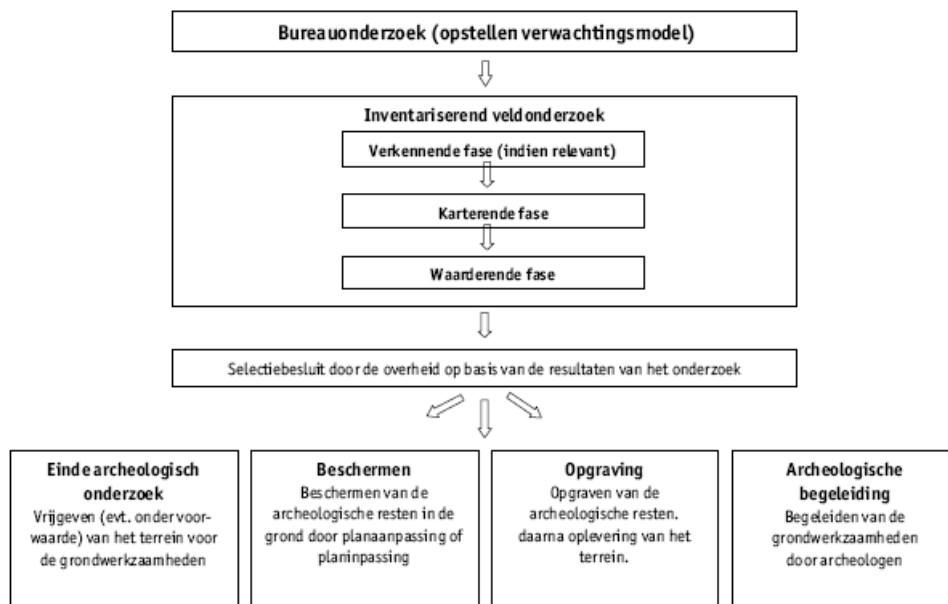 Bureauonderzoek (opstellen verwachtingsmodel)
Inventariserend veldonderzoek
Verkennende fase (indien relevant)
Karterende fase
Waarderende fase
Selectiebesluit door de overheid op basis van de resultaten van het onderzoek
Einde archeologisch
onderzoek
Vrijgeven (evt. onder voor-
waarde) van het terrein voor
de grondwerkzaamheden
Beschermen
Beschermen van de
archeologische resten in de
grond door planaanpassing of
planinpassing
Opgraving
Opgraven van de
archeologische resten.
daarna oplevering van het
terrein.
Archeologische
begeleiding
Begeleiden van de
grondwerkzaamheden
door archeologen